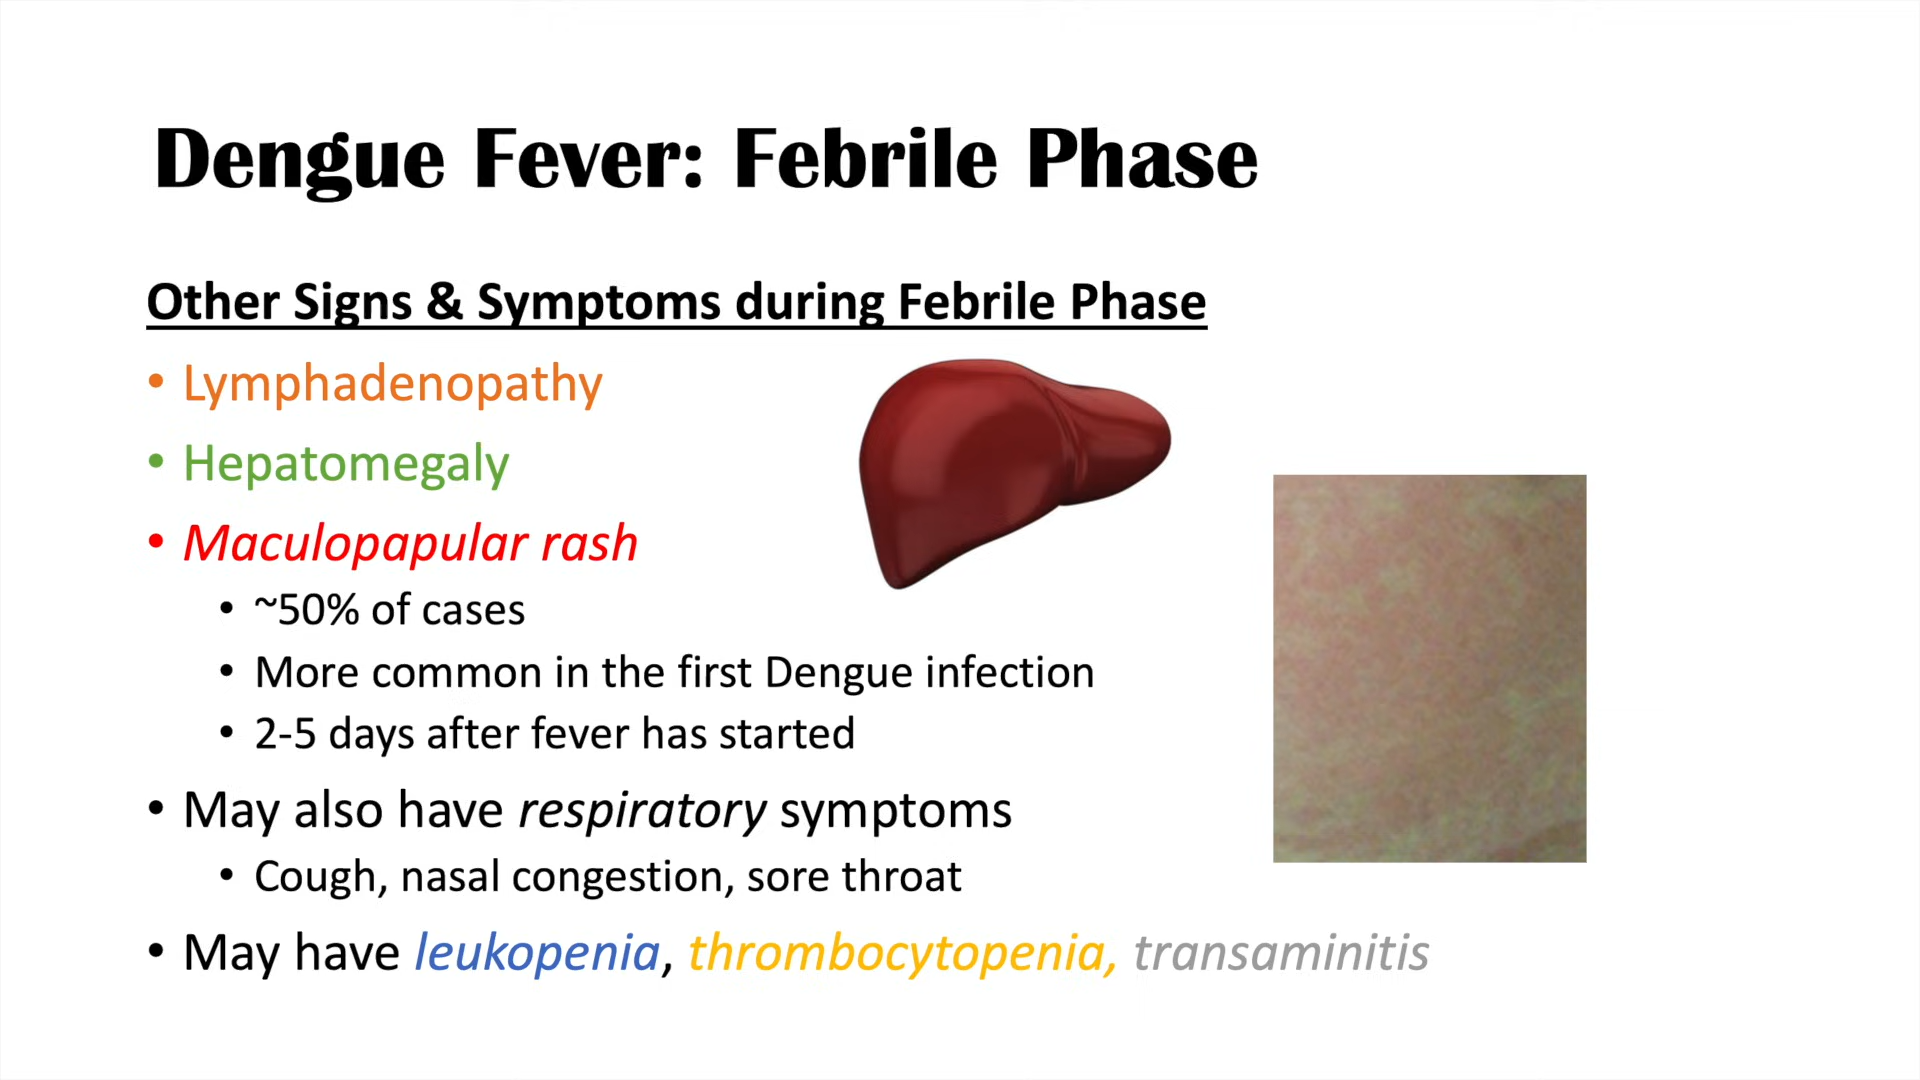 Dengue Fever: Febrile Phase
Other Signs & Symptoms during Febrile Phase
• Lymphadenopathy
• Hepatomegaly
• Maculopapular rash
• ~50% of cases
• More common in the first Dengue infection
• 2-5 days after fever has started
• May also have respiratory symptoms
• Cough, nasal congestion, sore throat
• May have leukopenia, thrombocytopenia, transaminitis